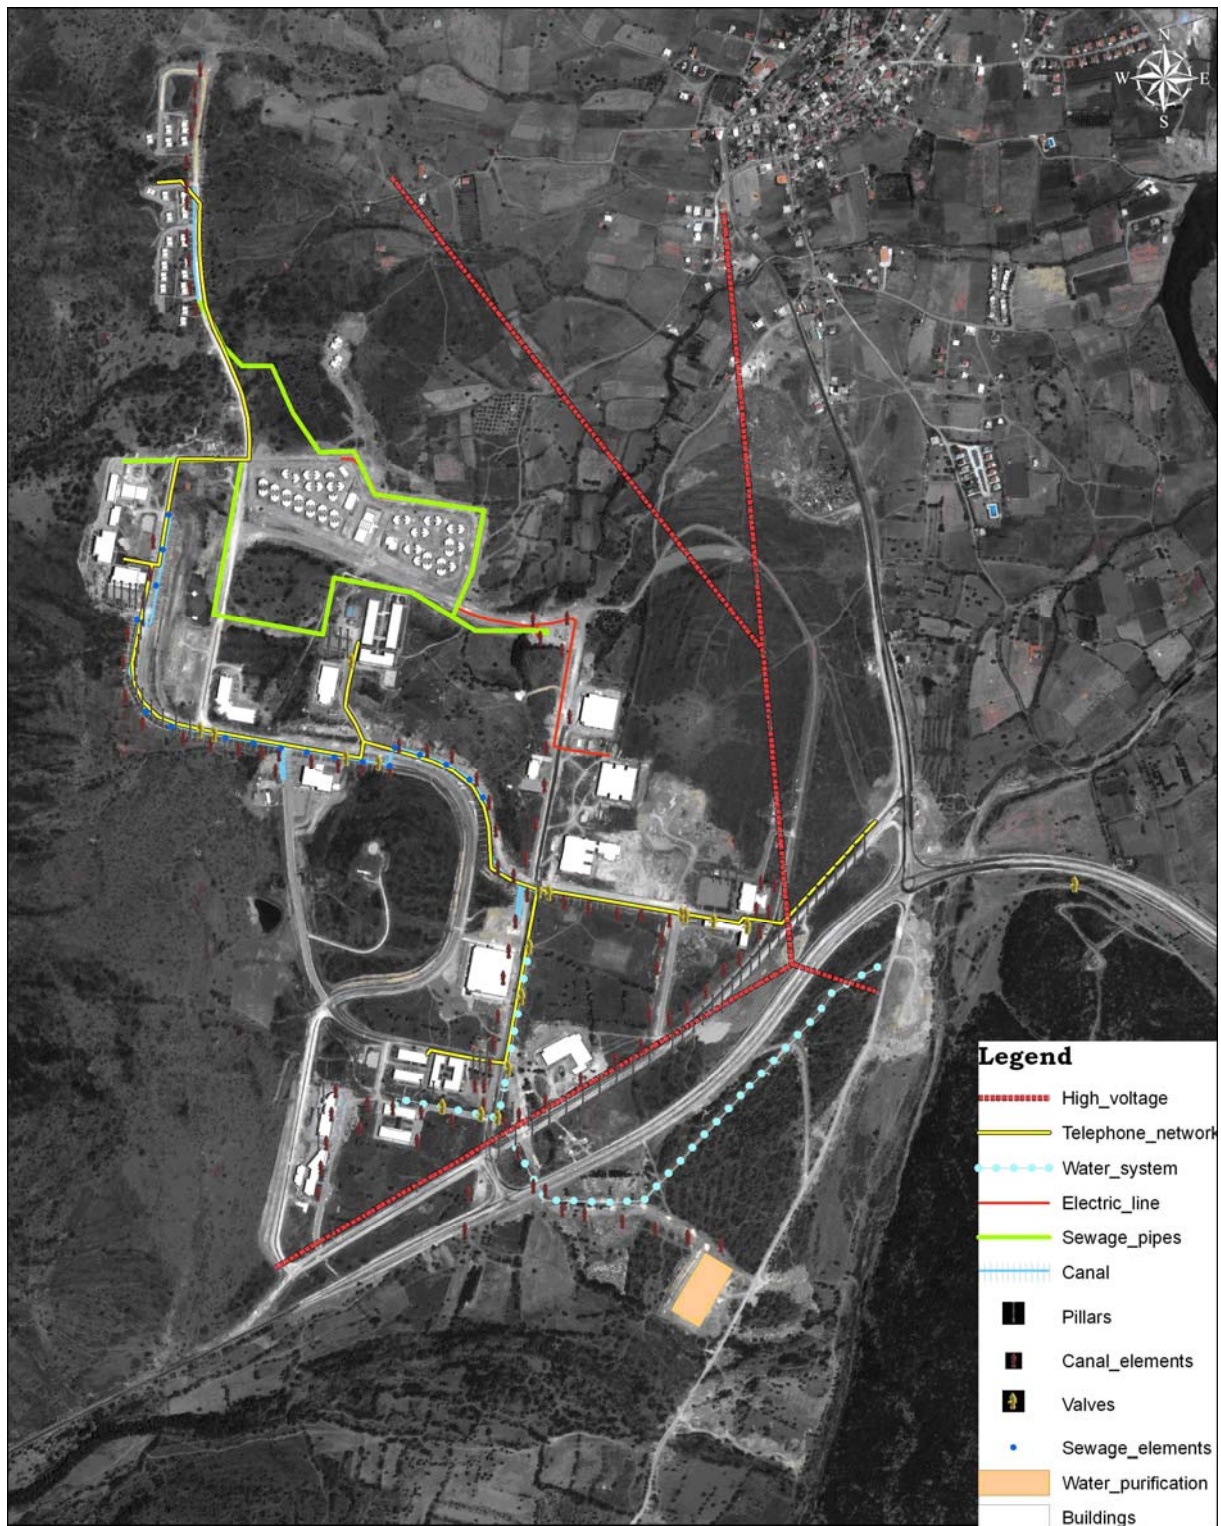 N
W E
S
Legend
High_voltage
Telephone_network
Water_system
Electric_line
Sewage_pipes
Canal
Pillars
Canal_elements
Valves
Sewage_elements
Water_purification
Buildings